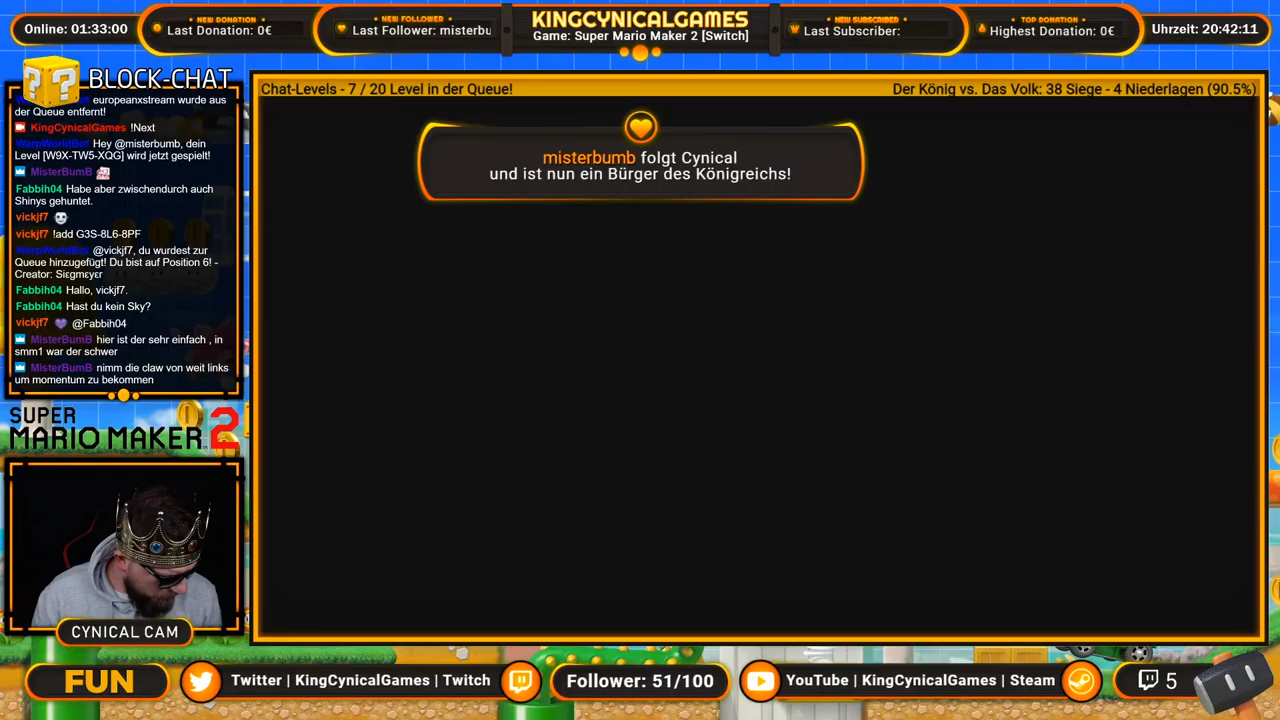 Online: 01:33:00
NEW DONATION
Last Donation: 0€
NEW FOLLOWER
Last Follower: misterbu
KINGCYNICALGAMES
Game: Super Mario Maker 2 [Switch]
NEW SUBSCRIBER
Last Subscriber:
TOP DONATION
Highest Donation: 0€
Uhrzeit: 20:42:11
BLOCK-CHAT
europeanxstream wurde aus
der Queue entfernt!
KingCynicalGames !Next
WarpWorldBot Hey @misterbumb, dein
Level [W9X-TW5-XQG] wird jetzt gespielt!
MisterBumB
Fabbih04 Habe aber zwischendurch auch
Shinys gehuntet.
vickjf7
vickjf7 !add G3S-8L6-8PF
WarpWorldBot @vickjf7, du wurdest zur
Queue hinzugefügt! Du bist auf Position 6! -
Creator: Siεgmεyεr
Fabbih04 Hallo, vickjf7.
Fabbih04 Hast du kein Sky?
vickjf7 @Fabbih04
MisterBumB hier ist der sehr einfach , in
smm1 war der schwer
MisterBumB nimm die claw von weit links
um momentum zu bekommen
Chat-Levels - 7 / 20 Level in der Queue!
Der König vs. Das Volk: 38 Siege - 4 Niederlagen (90.5%)
misterbumb folgt Cynical
und ist nun ein Bürger des Königreichs!
SUPER
MARIO MAKER 2
CYNICAL CAM
FUN
Twitter | KingCynicalGames | Twitch
Follower: 51/100
YouTube | KingCynicalGames | Steam
5